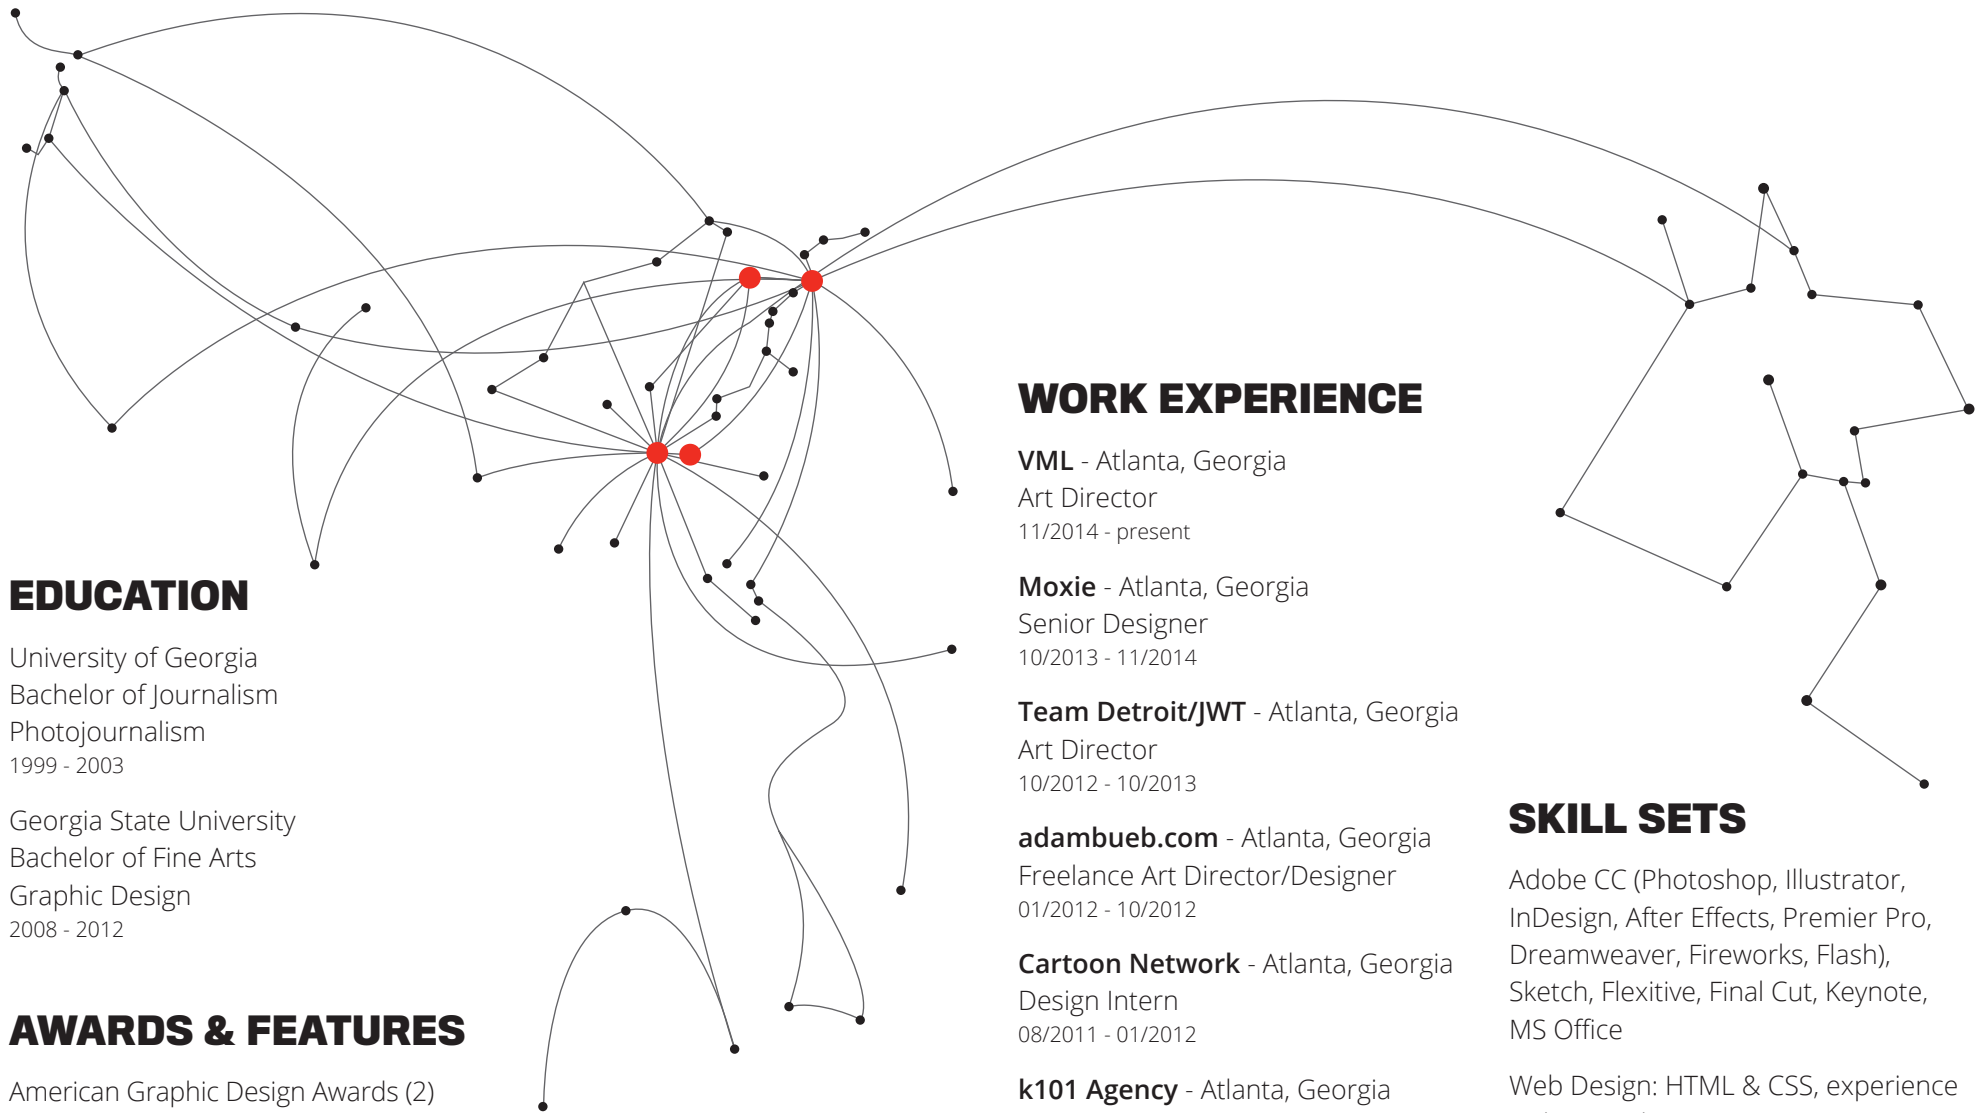 EDUCATION
University of Georgia
Bachelor of Journalism
Photojournalism
1999 - 2003
Georgia State University
Bachelor of Fine Arts
Graphic Design
2008 - 2012
AWARDS & FEATURES
American Graphic Design Awards (2)
WORK EXPERIENCE
VML - Atlanta, Georgia
Art Director
11/2014 - present
Moxie - Atlanta, Georgia
Senior Designer
10/2013 - 11/2014
Team Detroit/JWT - Atlanta, Georgia
Art Director
10/2012 - 10/2013
adambueb.com - Atlanta, Georgia
Freelance Art Director/Designer
01/2012 - 10/2012
Cartoon Network - Atlanta, Georgia
Design Intern
08/2011 - 01/2012
k101 Agency - Atlanta, Georgia
SKILL SETS
Adobe CC (Photoshop, Illustrator,
InDesign, After Effects, Premier Pro,
Dreamweaver, Fireworks, Flash),
Sketch, Flexitive, Final Cut, Keynote,
MS Office
Web Design: HTML & CSS, experience